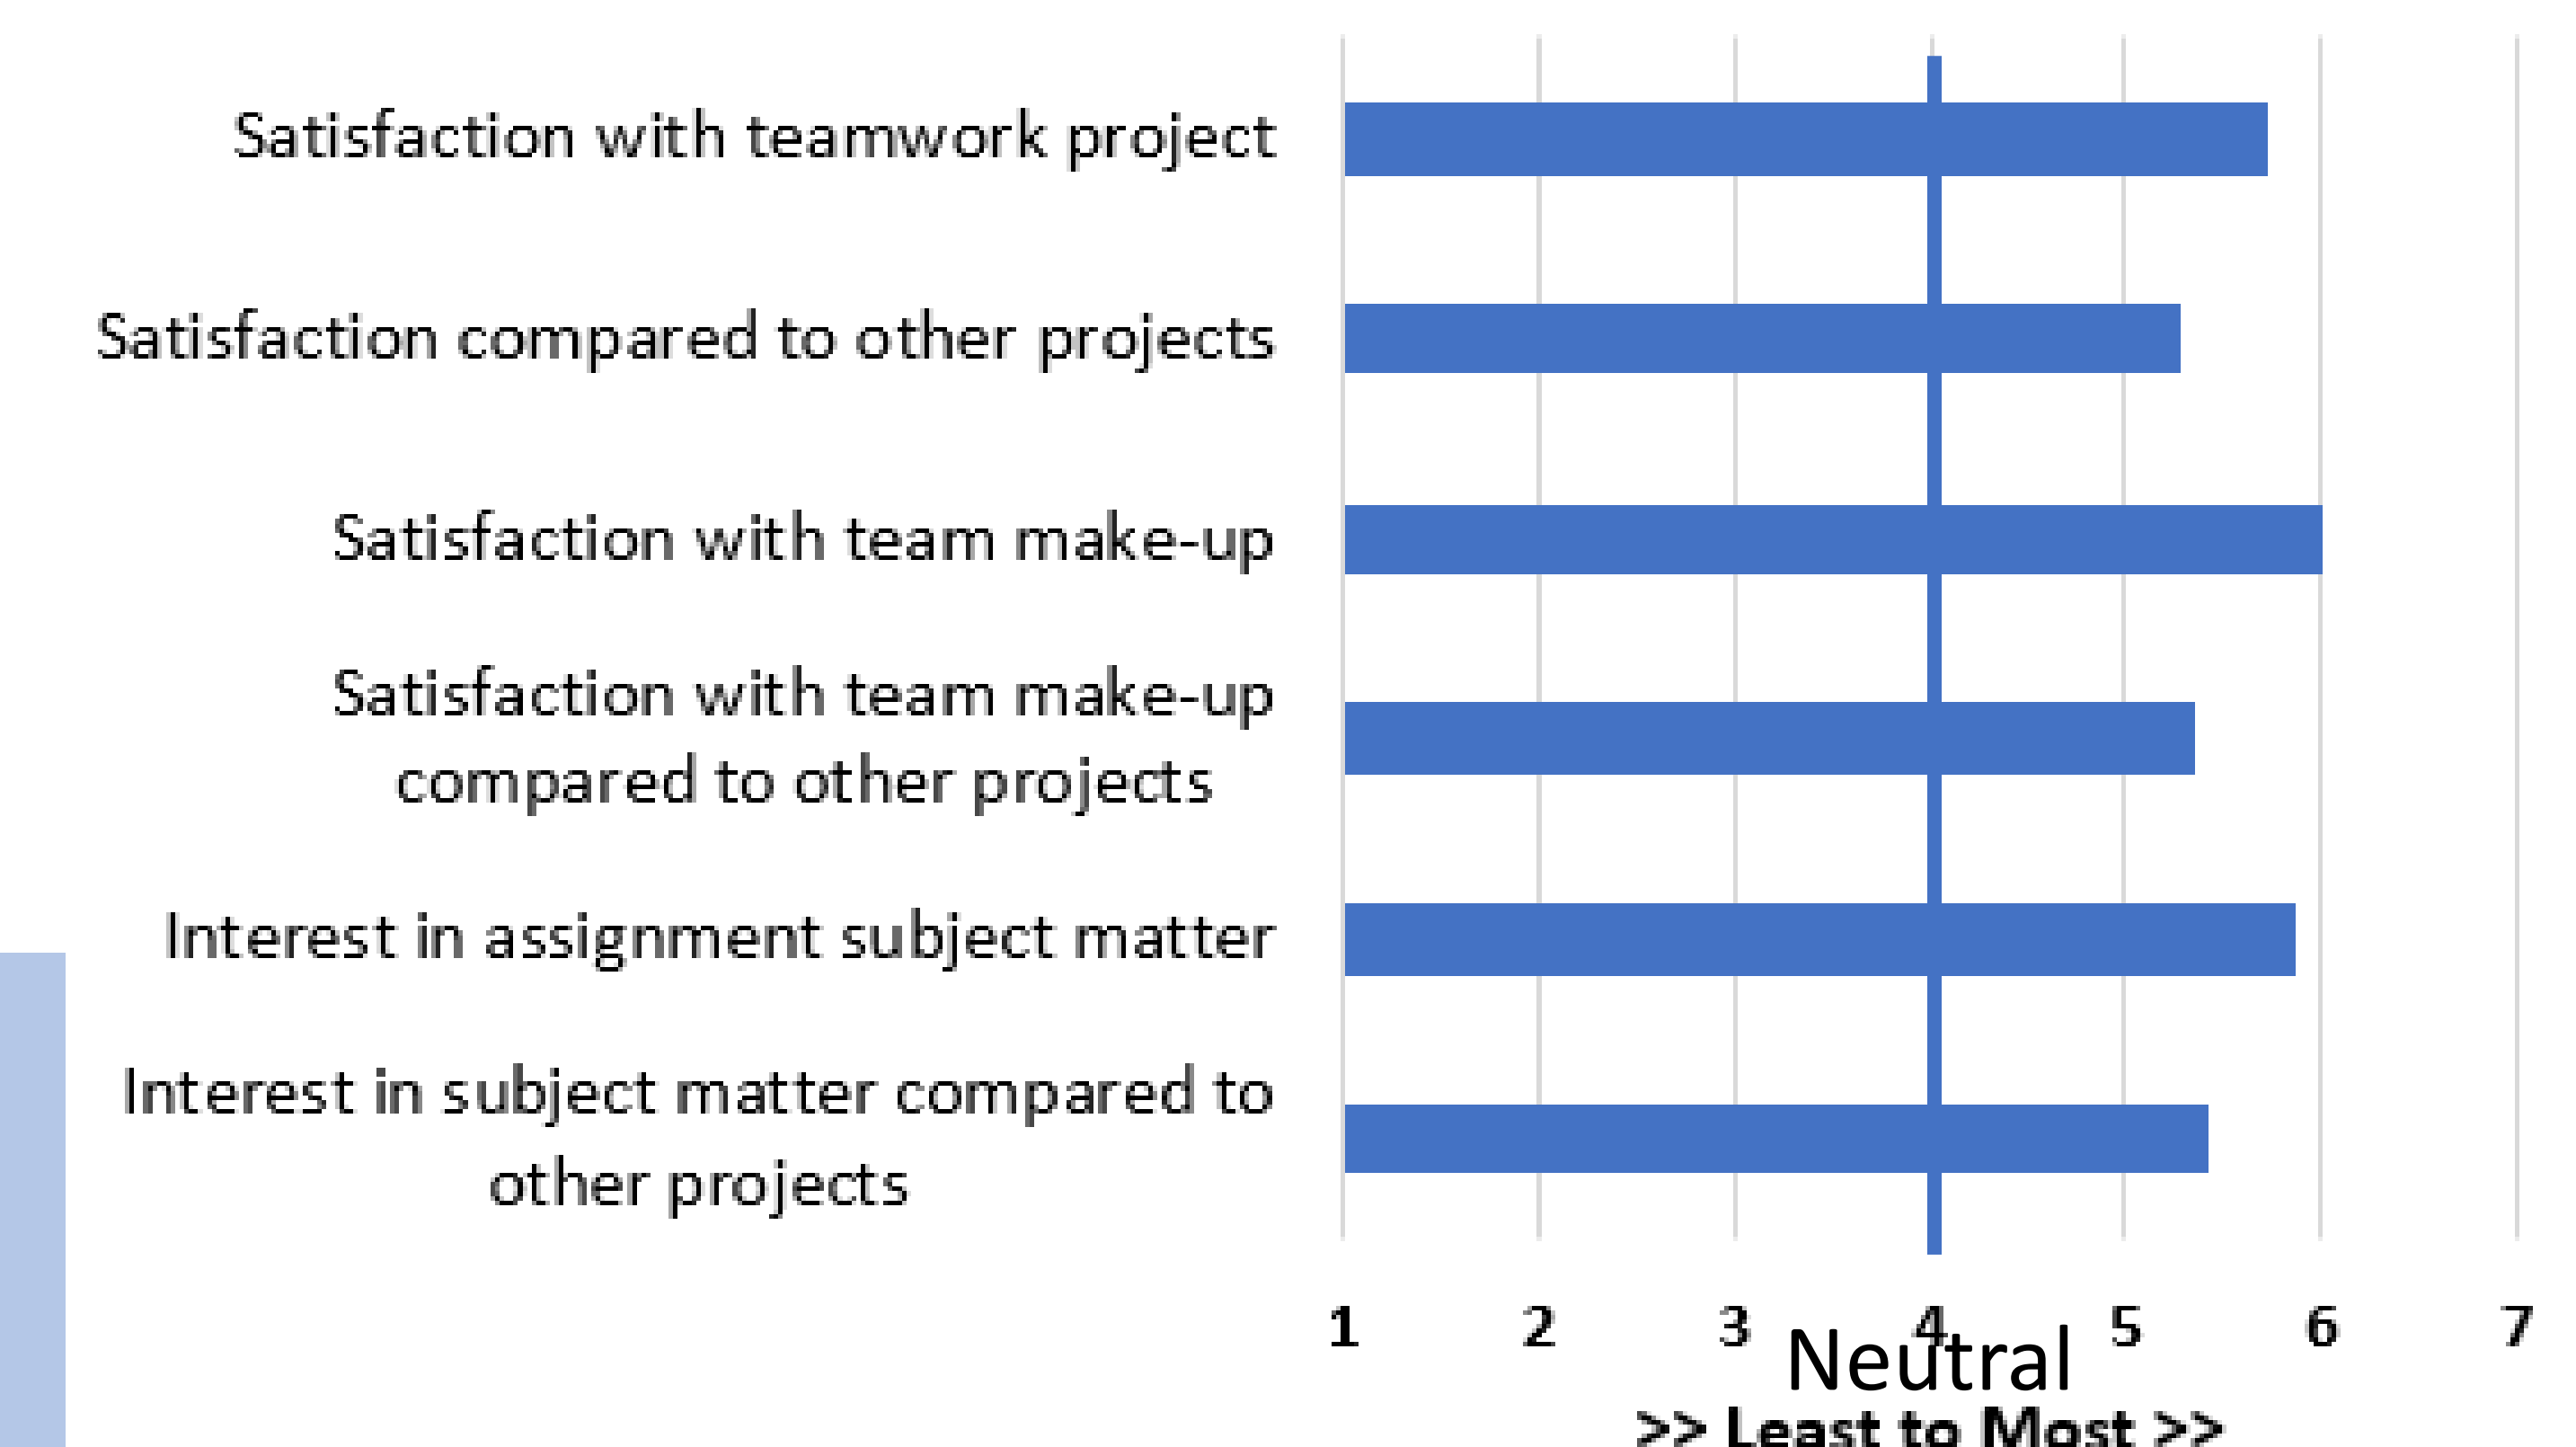 Satisfaction with teamwork project
Satisfaction compared to other projects
Satisfaction with team make-up
Satisfaction with team make-up
compared to other projects
Interest in assignment subject matter
Interest in subject matter compared to
other projects
1 2 3 4 5 6 7
Neutral
>> Least to Most >>